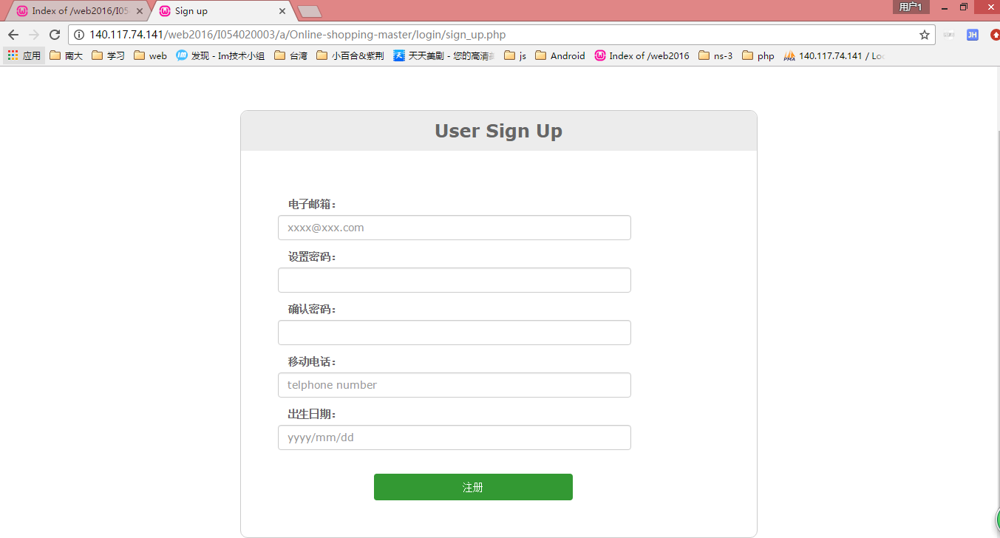 用户1
Index of /web2016/I05
Sign up
140.117.74.141/web2016/I054020003/a/Online-shopping-master/login/sign_up.php
JH
应用 南大 学习 web 发现 - Im技术小组 台湾 小百合&紫荆 天天美剧 - 您的高清 js Android Index of /web2016 ns-3 php 140.117.74.141 / Lo
User Sign Up
电子邮箱：
xxxx@xxx.com
设置密码：
确认密码：
移动电话：
telphone number
出生日期：
yyyy/mm/dd
注册